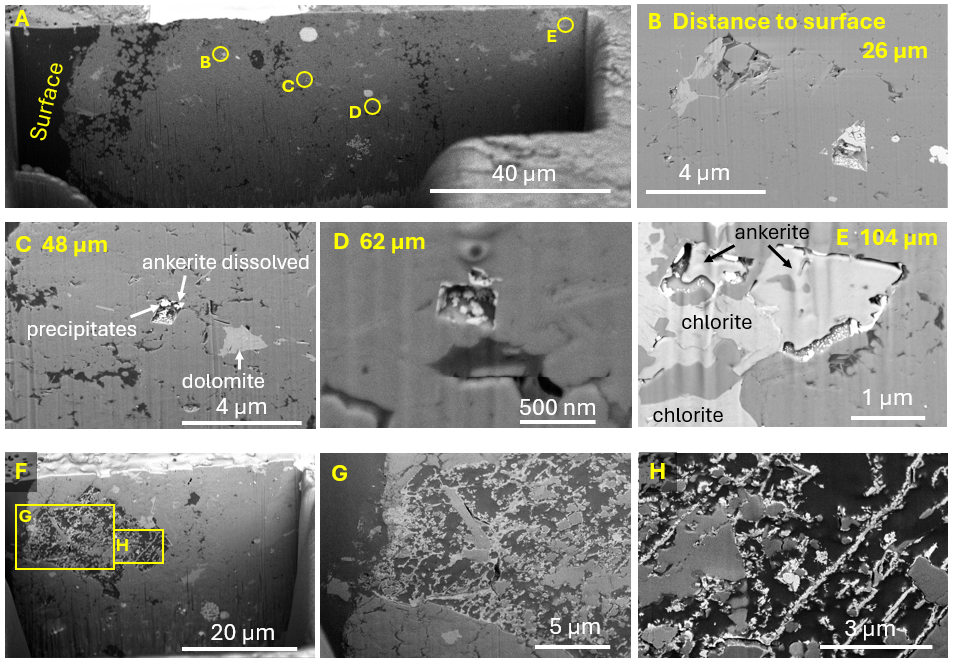 A
Surface
B
C
D
E
40 µm
B Distance to surface
26 µm
4 µm
C 48 µm
ankerite dissolved
precipitates
dolomite
4 µm
D 62 µm
500 nm
ankerite
E 104 µm
chlorite
chlorite
1 µm
F
G
H
20 µm
G
5 µm
H
3 µm